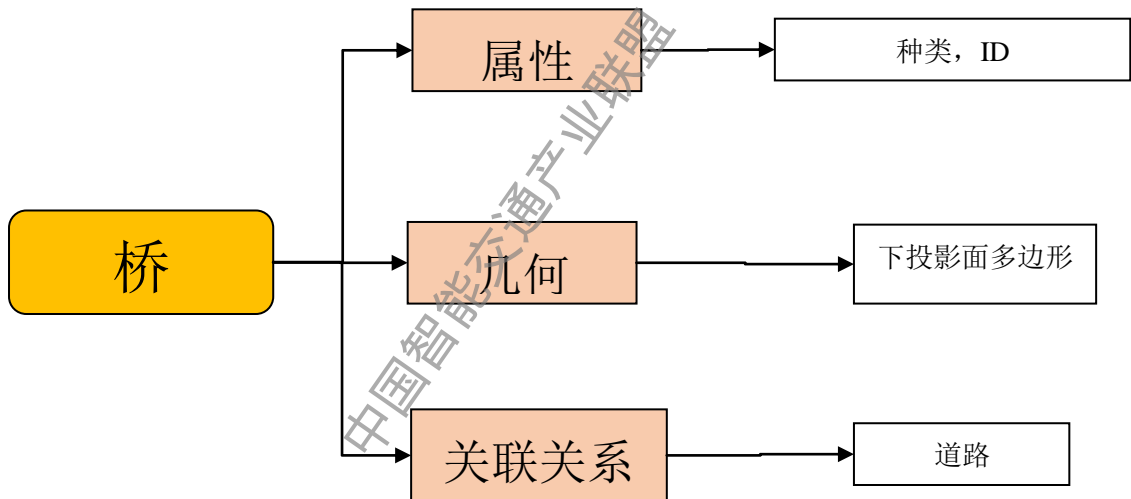 属性
种类，ID
桥
几何
下投影面多边形
关联关系
道路
中国智能交通产业联盟